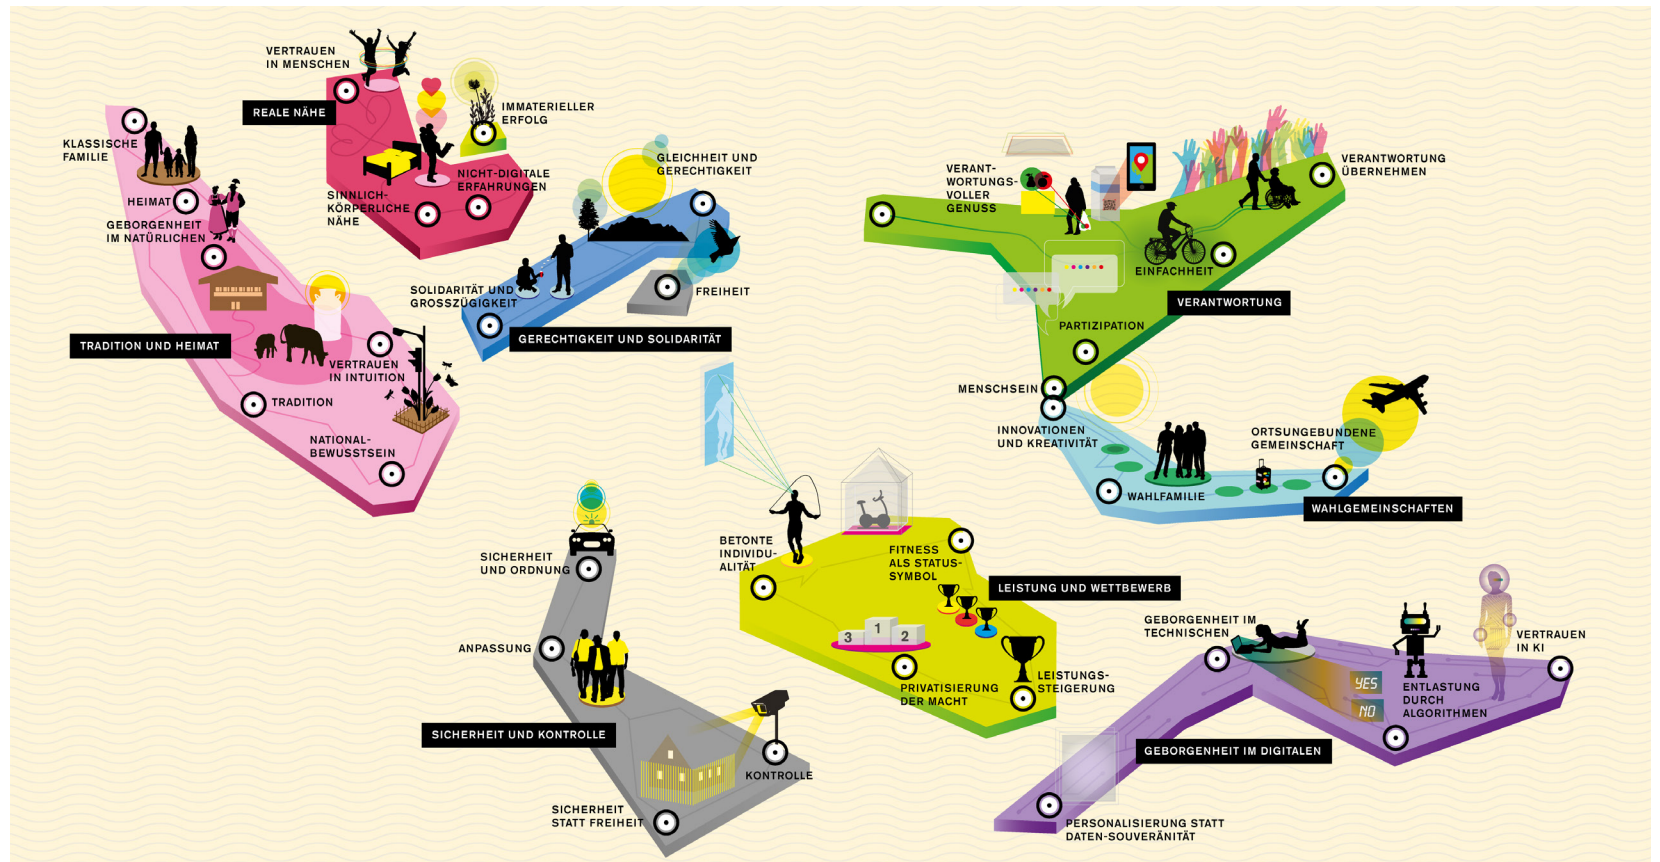 VERTRAUEN
IN MENSCHEN
REALE NÄHE
IMMATERIELLER
ERFOLG
NICHT-DIGITALE
ERFAHRUNGEN
SINNLICH-
KÖRPERLICHE
NÄHE
KLASSISCHE
FAMILIE
HEIMAT
GEBORGENHEIT
IM NATÜRLICHEN
TRADITION UND HEIMAT
VERTRAUEN
IN INTUITION
TRADITION
NATIONAL-
BEWUSSTSEIN
GLEICHHEIT UND
GERECHTIGKEIT
SOLIDARITÄT UND
GROSSZÜGIGKEIT
FREIHEIT
GERECHTIGKEIT UND SOLIDARITÄT
VERANT-
WORTUNGS-
VOLLER
GENUSS
VERANTWORTUNG
ÜBERNEHMEN
EINFACHHEIT
VERANTWORTUNG
PARTIZIPATION
MENSCHSEIN
INNOVATIONEN
UND KREATIVITÄT
ORTSUNGEBUNDENE
GEMEINSCHAFT
WAHLFAMILIE
WAHLGEMEINSCHAFTEN
SICHERHEIT
UND ORDNUNG
ANPASSUNG
SICHERHEIT UND KONTROLLE
KONTROLLE
SICHERHEIT
STATT FREIHEIT
BETONTE
INDIVIDU-
ALITÄT
FITNESS
ALS STATUS-
SYMBOL
LEISTUNG UND WETTBEWERB
3 1 2
PRIVATISIERUNG
DER MACHT
LEISTUNGS-
STEIGERUNG
GEBORGENHEIT IM
TECHNISCHEN
VERTRAUEN
IN KI
YES
NO
ENTLASTUNG
DURCH
ALGORITHMEN
GEBORGENHEIT IM DIGITALEN
PERSONALISIERUNG STATT
DATEN-SOUVERÄNITÄT